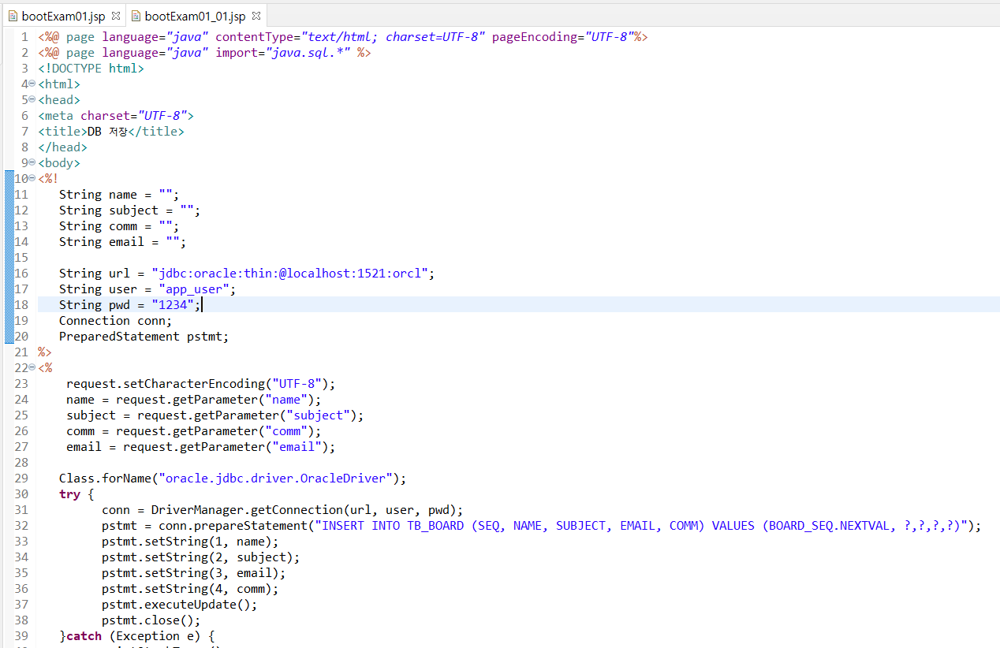 bootExam01.jsp bootExam01_01.jsp
1 <%@ page language="java" contentType="text/html; charset=UTF-8" pageEncoding="UTF-8"%>
2 <%@ page language="java" import="java.sql.*" %>
3 <!DOCTYPE html>
4 <html>
5 <head>
6 <meta charset="UTF-8">
7 <title>DB 저장</title>
8 </head>
9 <body>
10 <%!
11 String name = "";
12 String subject = "";
13 String comm = "";
14 String email = "";
15
16 String url = "jdbc:oracle:thin:@localhost:1521:orcl";
17 String user = "app_user";
18 String pwd = "1234";
19 Connection conn;
20 PreparedStatement pstmt;
21 %>
22 <%
23 request.setCharacterEncoding("UTF-8");
24 name = request.getParameter("name");
25 subject = request.getParameter("subject");
26 comm = request.getParameter("comm");
27 email = request.getParameter("email");
28
29 Class.forName("oracle.jdbc.driver.OracleDriver");
30 try {
31 conn = DriverManager.getConnection(url, user, pwd);
32 pstmt = conn.prepareStatement("INSERT INTO TB_BOARD (SEQ, NAME, SUBJECT, EMAIL, COMM) VALUES (BOARD_SEQ.NEXTVAL, ?,?,?,?)");
33 pstmt.setString(1, name);
34 pstmt.setString(2, subject);
35 pstmt.setString(3, email);
36 pstmt.setString(4, comm);
37 pstmt.executeUpdate();
38 pstmt.close();
39 }catch (Exception e) {